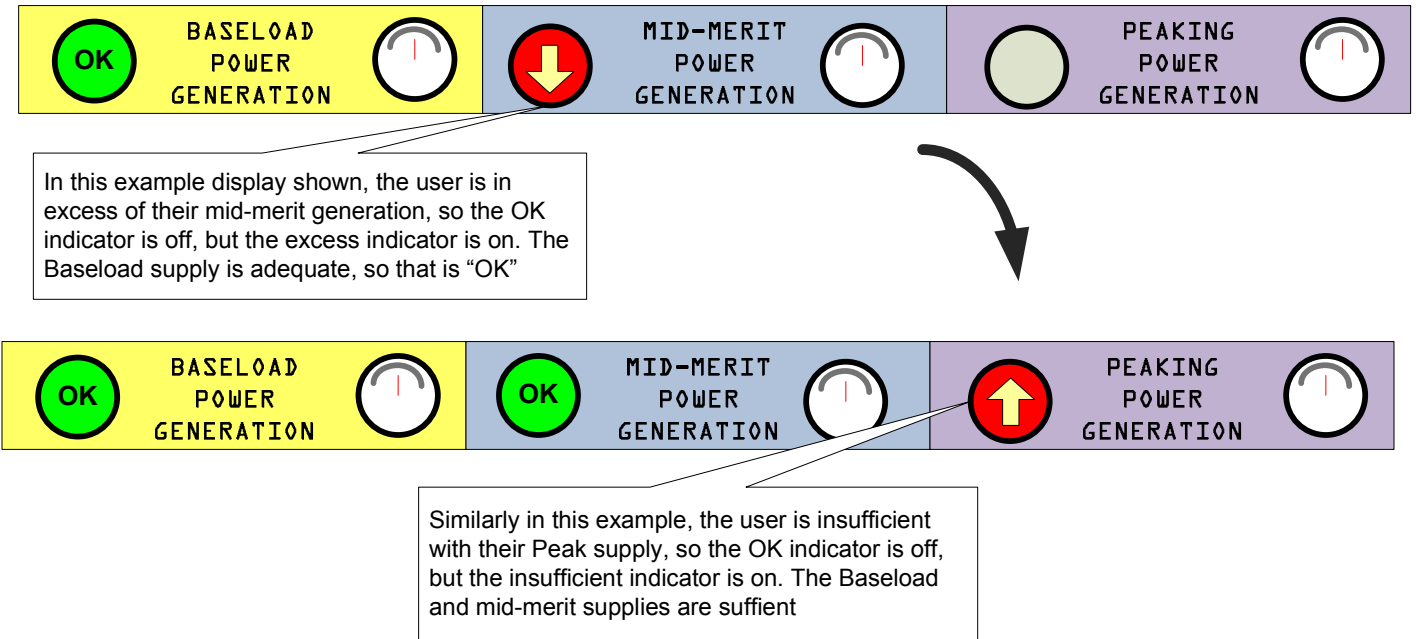 OK
BASELOAD
POWER
GENERATION
MID-MERIT
POWER
GENERATION
PEAKING
POWER
GENERATION
In this example display shown, the user is in
excess of their mid-merit generation, so the OK
indicator is off, but the excess indicator is on. The
Baseload supply is adequate, so that is “OK”
OK
BASELOAD
POWER
GENERATION
OK
MID-MERIT
POWER
GENERATION
PEAKING
POWER
GENERATION
Similarly in this example, the user is insufficient
with their Peak supply, so the OK indicator is off,
but the insufficient indicator is on. The Baseload
and mid-merit supplies are suffient